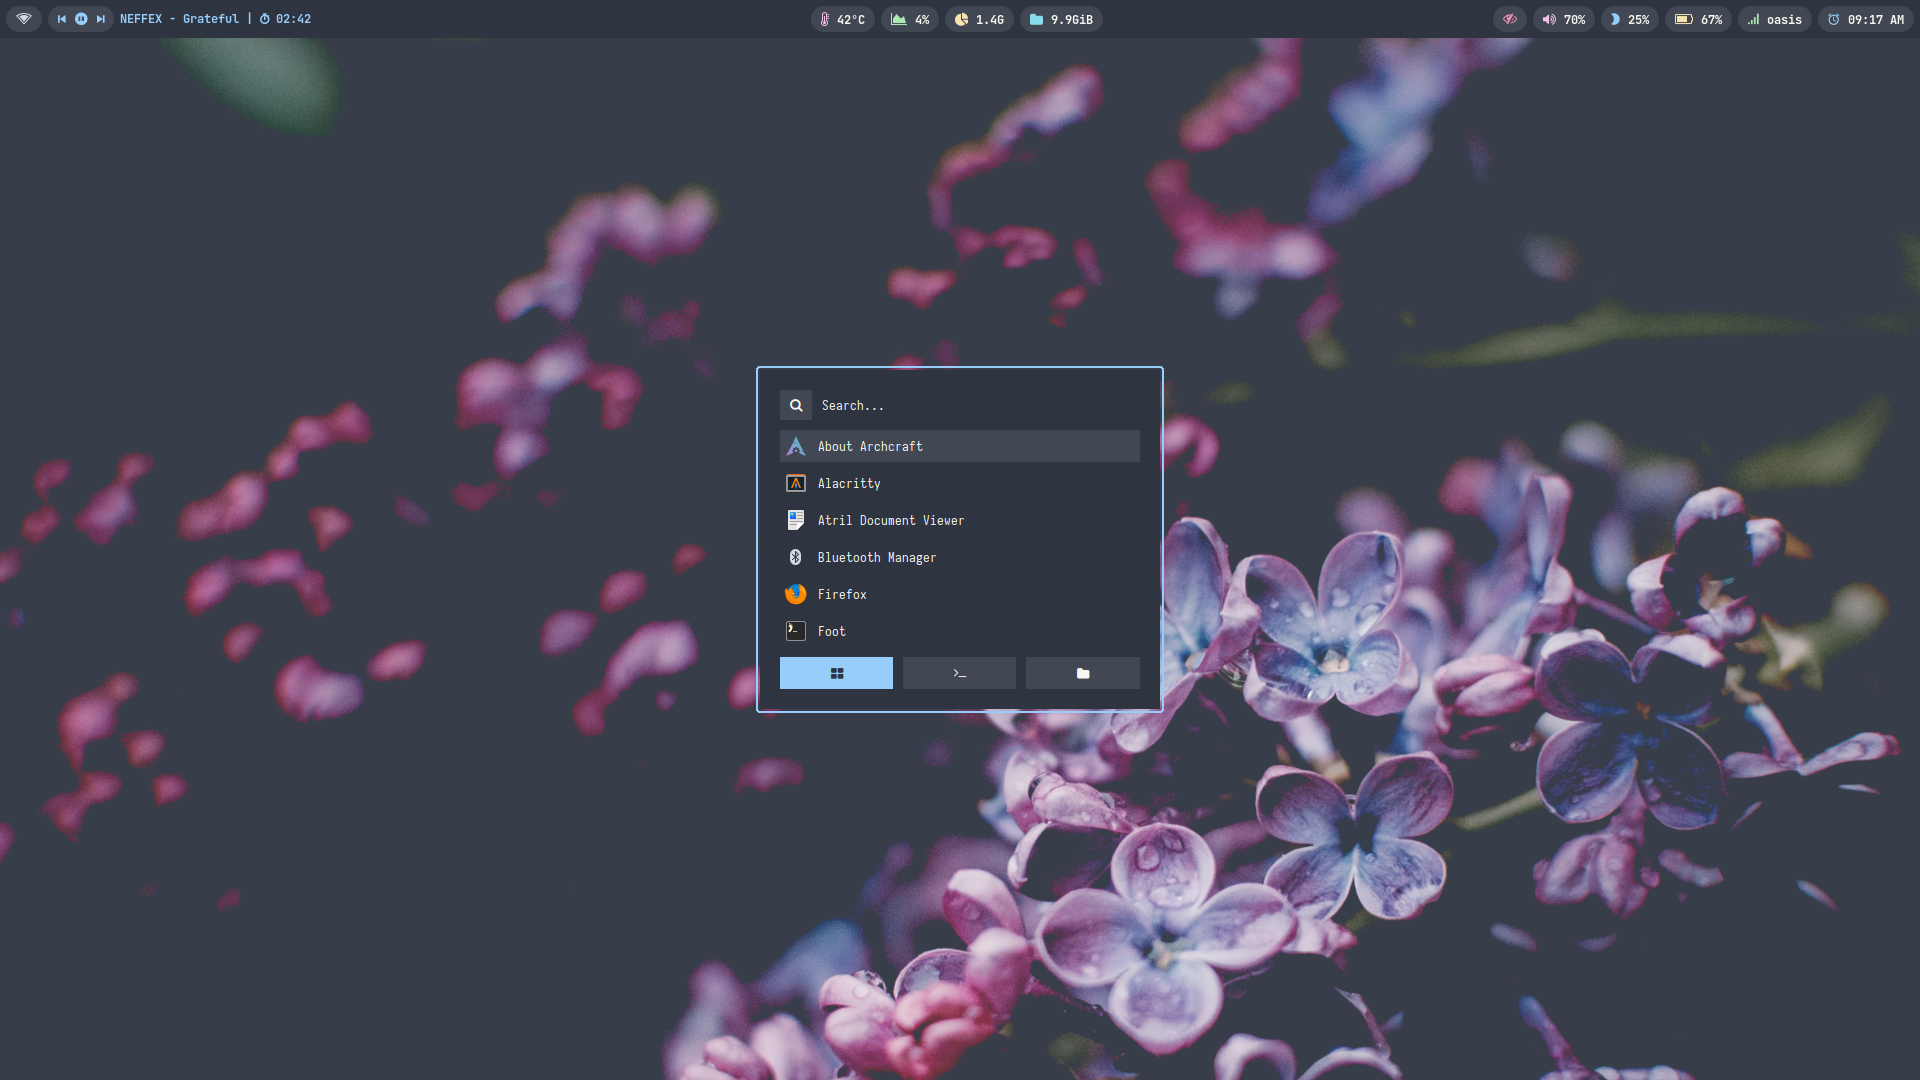 NEFFEX - Grateful | 02:42
42°C
4%
1.4G
9.9GiB
70%
25%
67%
oasis
09:17 AM
Search...
About Archcraft
Alacritty
Atril Document Viewer
Bluetooth Manager
Firefox
Foot